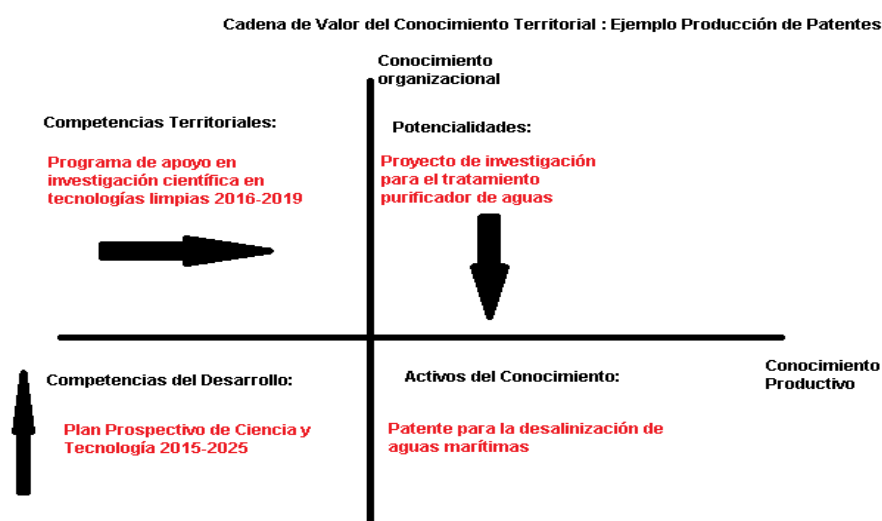 Cadena de Valor del Conocimiento Territorial : Ejemplo Producción de Patentes
Conocimiento
organizacional
Competencias Territoriales:
Programa de apoyo en
investigación científica en
tecnologías limpias 2016-2019
Potencialidades:
Proyecto de investigación
para el tratamiento
purificador de aguas
Conocimiento
Productivo
Competencias del Desarrollo:
Plan Prospectivo de Ciencia y
Tecnología 2015-2025
Activos del Conocimiento:
Patente para la desalinización de
aguas marítimas